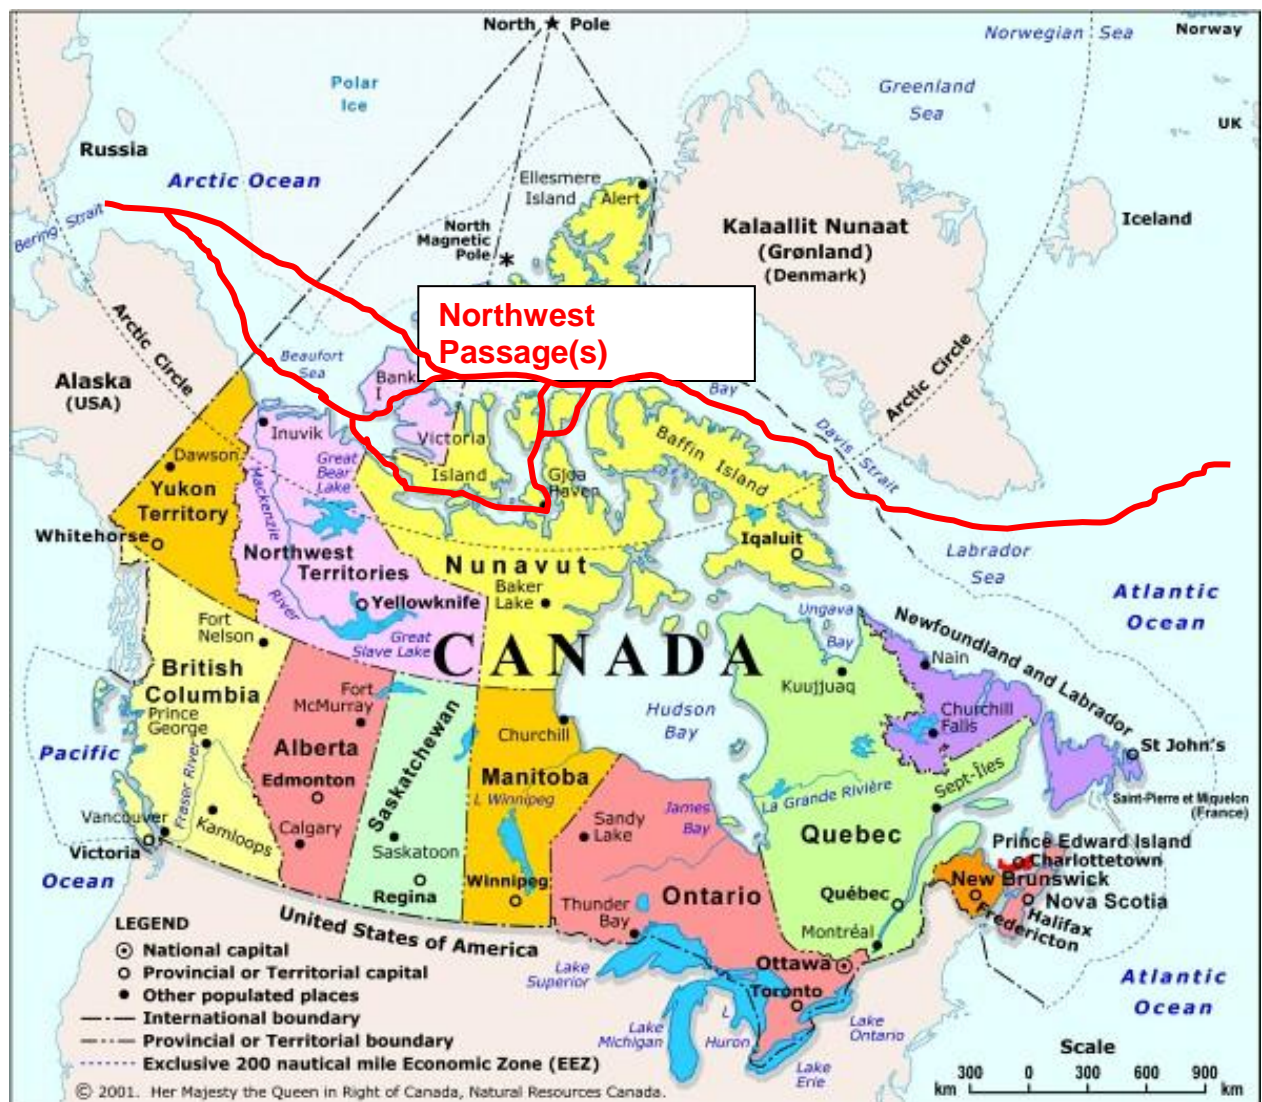 North Pole
Norwegian Sea
Norway
Polar
Ice
Greenland
Sea
UK
Russia
Arctic Ocean
Ellesmere
Island
Alert
North
Magnetic
Pole
Kalaallit Nunaat
(Grønland)
(Denmark)
Iceland
Bering Strait
Northwest
Passage(s)
Arctic Circle
Arctic Circle
Beaufort
Sea
Bank
I
Bay
Alaska
(USA)
Inuvik
Victoria
Island
Davis Strait
Baffin Island
Dawson
Great
Bear
Lake
Gjoa
Haven
Yukon
Territory
Mackenzie
River
Whitehorse
Northwest
Territories
Nunavut
Iqaluit
Labrador
Sea
Baker
Lake
Yellowknife
Atlantic
Ocean
Fort
Nelson
Great
Slave Lake
CANADA
Ungava
Bay
Newfoundland and Labrador
Nain
British
Columbia
Kuujjuaq
Fort
McMurray
Prince
George
Hudson
Bay
Churchill
Falls
Pacific
Ocean
Alberta
Saskatchewan
Churchill
St John's
Fraser River
Edmonton
Manitoba
L Winnipeg
Sept-Îles
La Grande Rivière
Saint-Pierre et Miquelon
(France)
Vancouver
Kamloops
Calgary
Sandy
Lake
James
Bay
Quebec
Prince Edward Island
Charlottetown
Victoria
Saskatoon
Regina
Winnipeg
Ontario
Québec
New Brunswick
Nova Scotia
Halifax
Fredericton
Thunder
Bay
Montréal
United States of America
Ottawa
Toronto
Lake
Superior
Lake
Michigan
L
Huron
Lake
Ontario
Lake
Erie
Atlantic
Ocean
LEGEND
National capital
Provincial or Territorial capital
Other populated places
International boundary
Provincial or Territorial boundary
Exclusive 200 nautical mile Economic Zone (EEZ)
© 2001. Her Majesty the Queen in Right of Canada, Natural Resources Canada.
Scale
300 0 300 600 900
km km